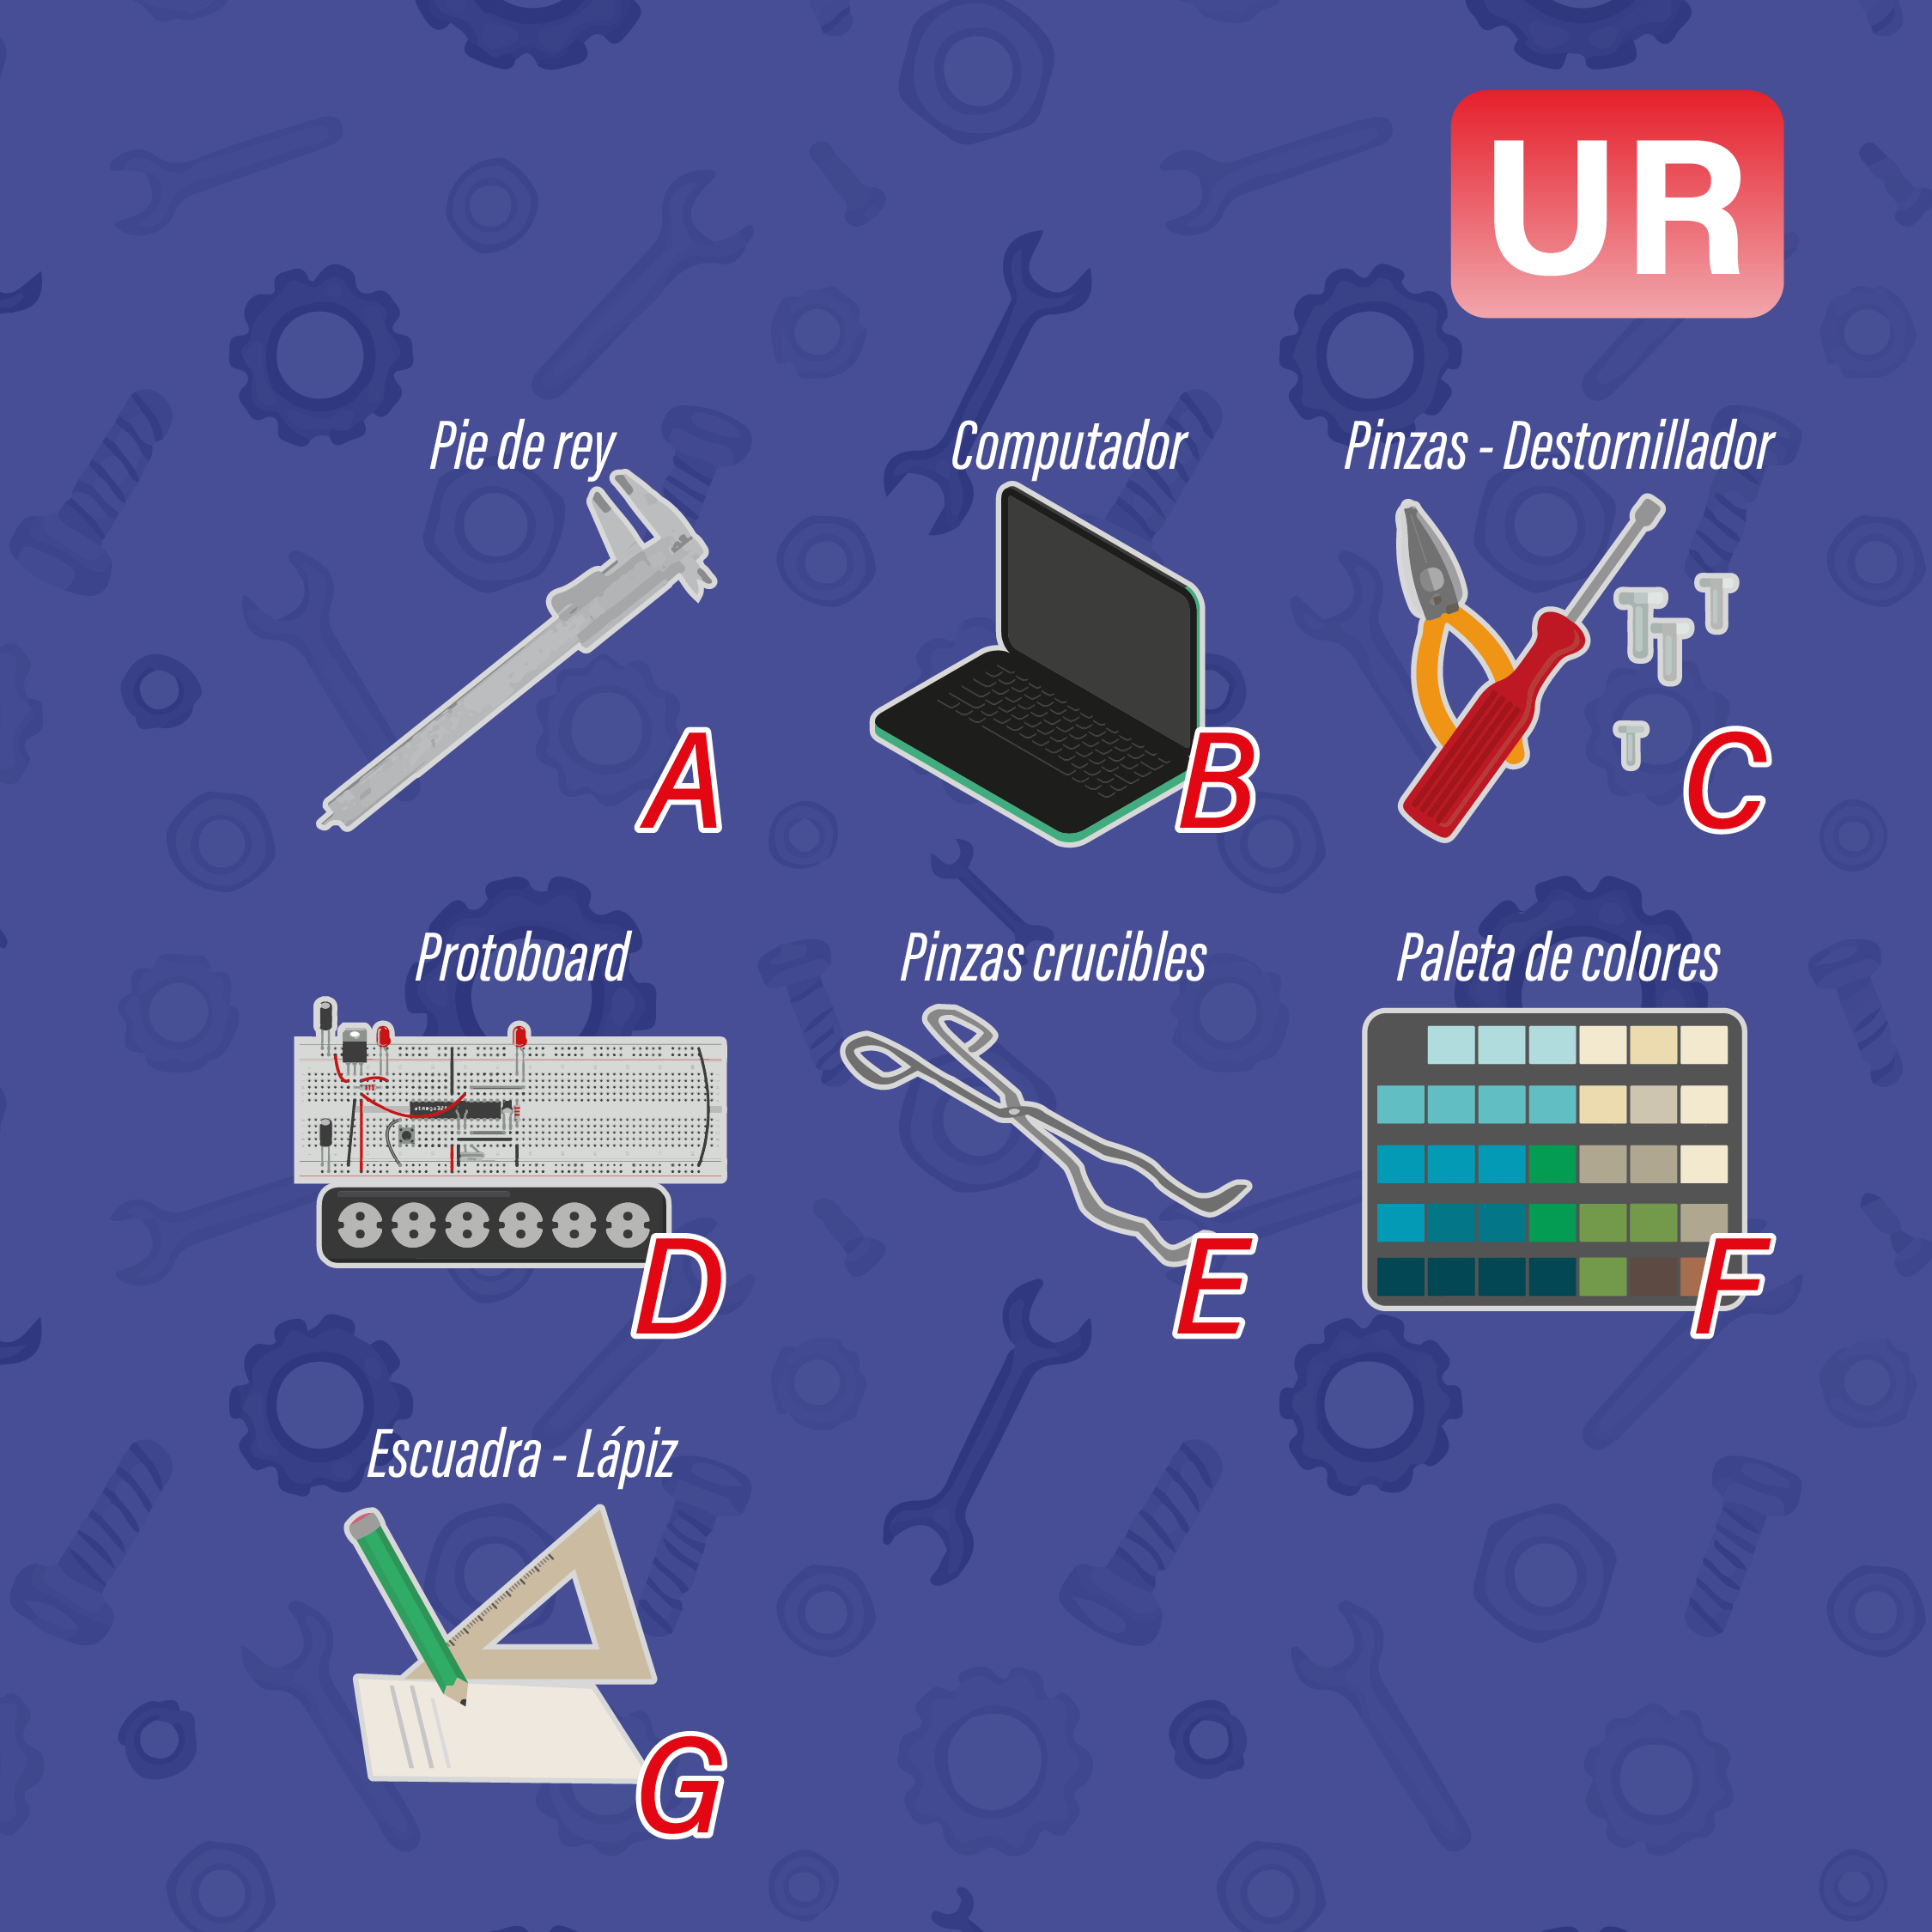 UR
Pie de rey
Computador
Pinzas - Destornillador
A
B
C
Protoboard
Pinzas crucibles
Paleta de colores
D
E
F
Escuadra - Lápiz
G